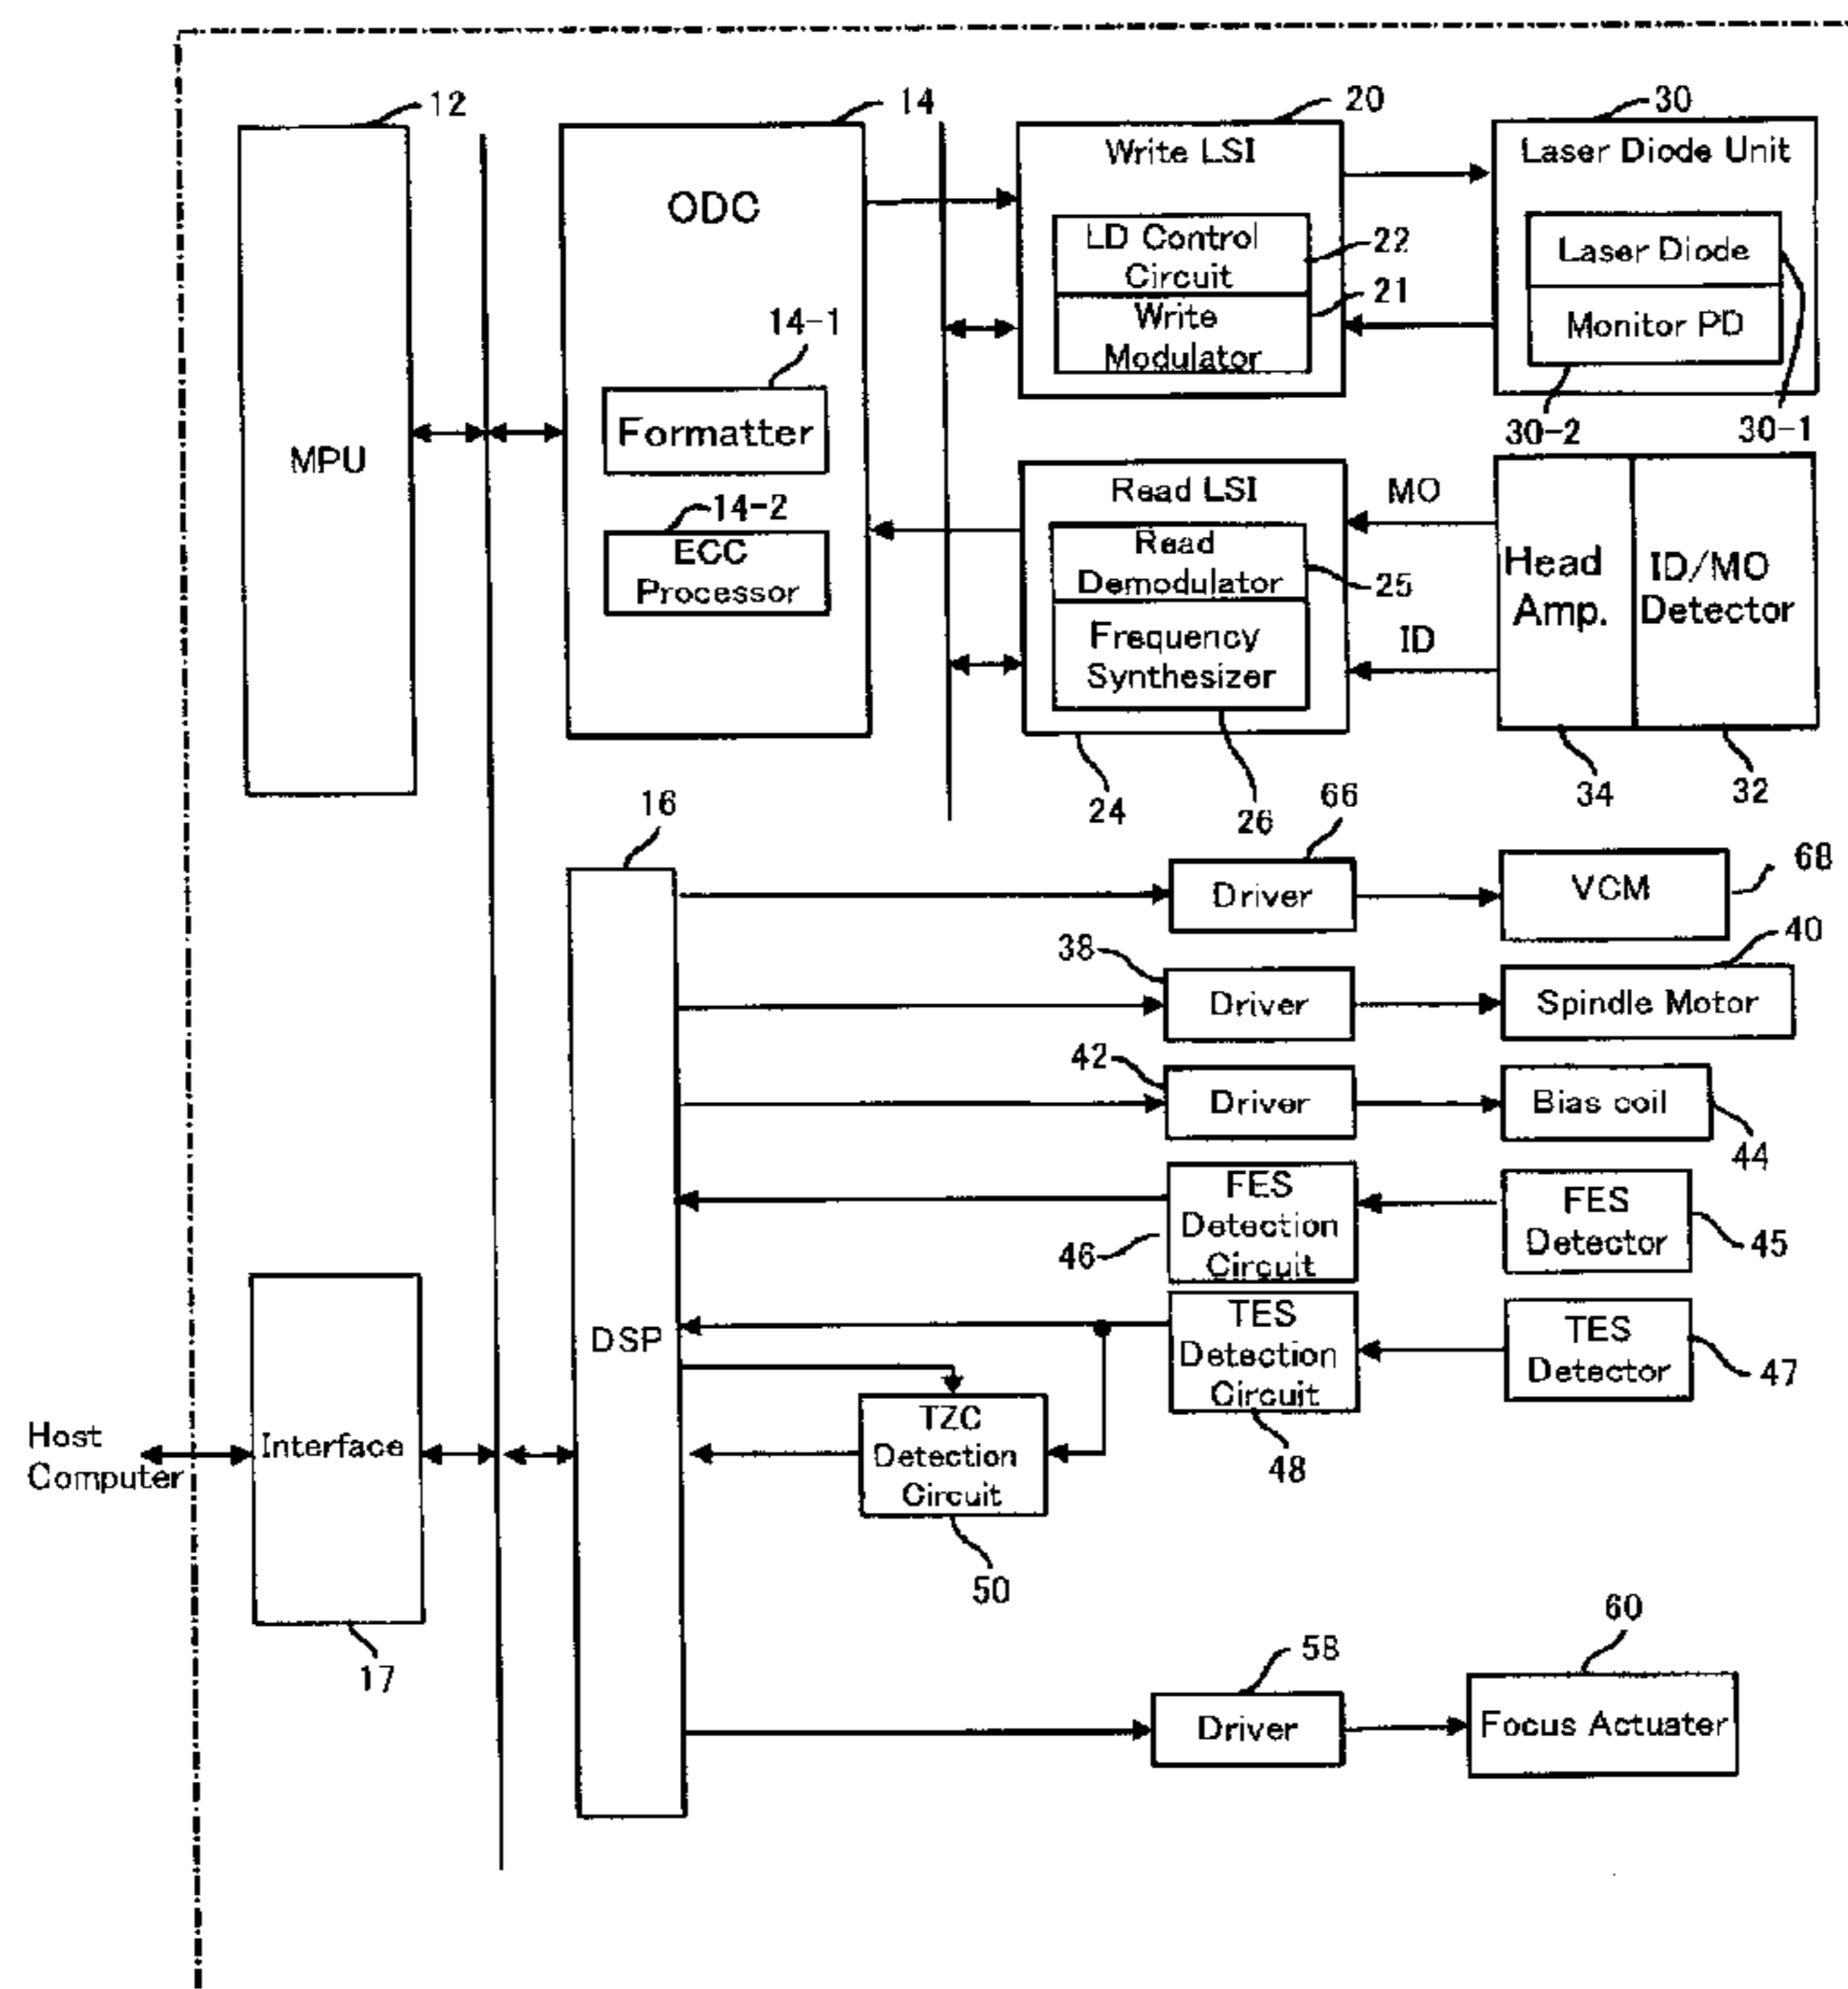 12
14
20
30
MPU
ODC
14-1
Formatter
14-2
ECC
Processor
Write LSI
LD Control
Circuit
22
21
Write
Modulator
Laser Diode Unit
Laser Diode
Monitor PD
30-2
30-1
Read LSI
Read
Demodulator
25
Frequency
Synthesizer
24
26
MO
ID
Head
Amp.
ID/MO
Detector
34
32
16
DSP
66
Driver
VCM
68
38
Driver
Spindle Motor
40
42
Driver
Bias coil
44
FES
Detection
Circuit
46
FES
Detector
45
TES
Detection
Circuit
48
TES
Detector
47
TZC
Detection
Circuit
50
Host
Computer
Interface
17
58
Driver
60
Focus Actuater